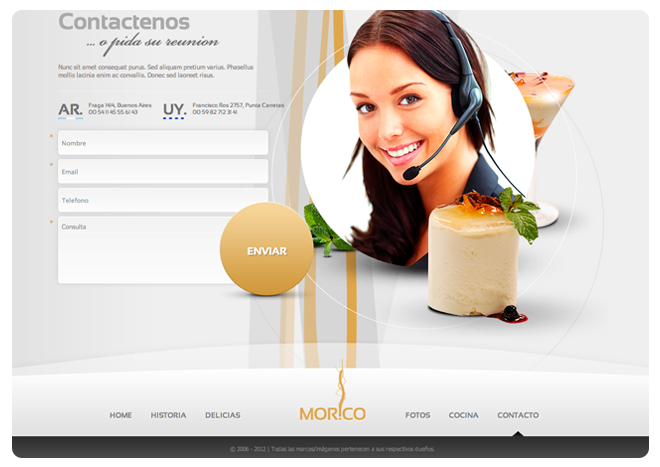 Contactenos
... o pida su reunion
Nunc sit amet consequat purus. Sed aliquam pretium varius. Phasellus
mollis lacinia enim ac convallis. Donec sed laoreet risus.
AR. Fraga 1414, Buenos Aires UY. Francisco Ros 2757, Punta Carretas
00 54 11 45 55 61 43 00 59 82 712 31 41
* Nombre
* Email
Telefono
* Consulta
ENVIAR
HOME HISTORIA DELICIAS MORICO FOTOS COCINA CONTACTO
© 2006 - 2012 | Todas las marcas/imágenes pertenecen a sus respectivos dueños.